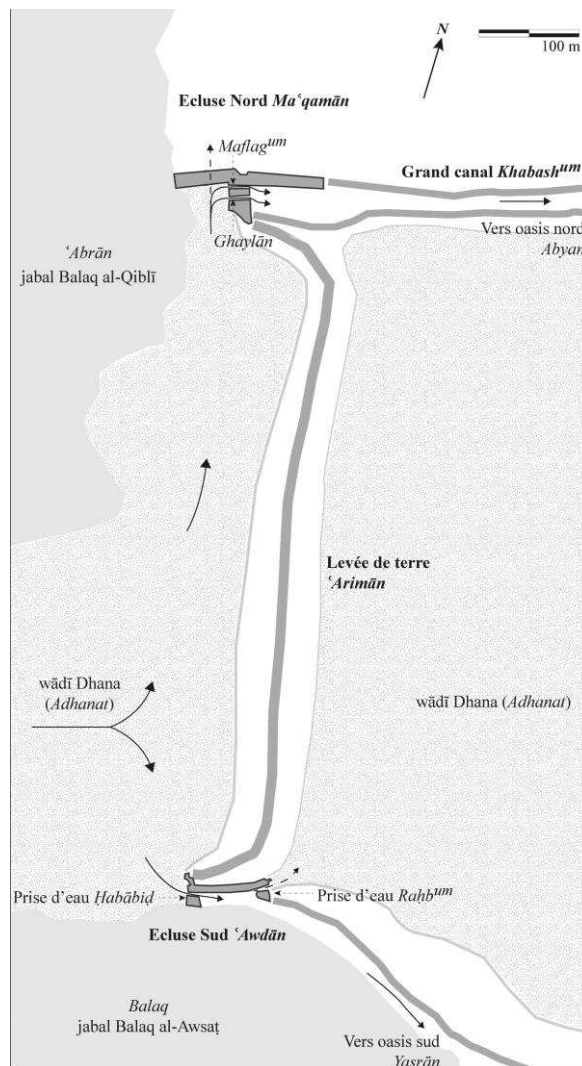 N
100 m
Ecluse Nord Maʿqamān
Maflagᵘᵐ
Grand canal Khabashᵘᵐ
Ghaylān
Vers oasis nord
Abyan
ʿAbrān
jabal Balaq al-Qiblī
Levée de terre
ʿArimān
wādī Dhana
(Adhanat)
wādī Dhana (Adhanat)
Prise d’eau Ḥabābiḍ
Prise d’eau Raḥbᵘᵐ
Ecluse Sud ʿAwdān
Balaq
jabal Balaq al-Awsaṭ
Vers oasis sud
Yasrān